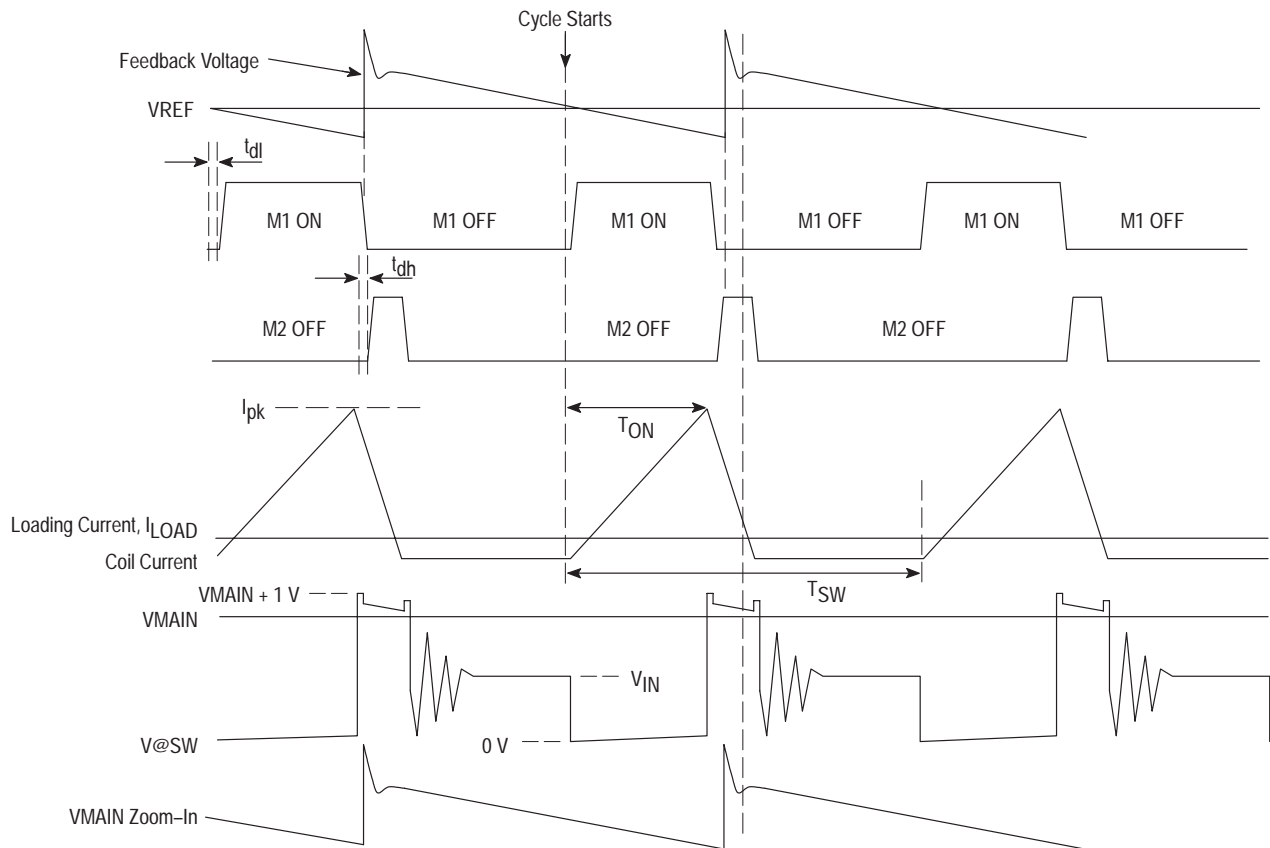 Cycle Starts
Feedback Voltage
VREF
tdl
M1 ON
M1 OFF
M1 ON
M1 OFF
M1 ON
M1 OFF
tdh
M2 OFF
M2 OFF
M2 OFF
Ipk
TON
Loading Current, ILOAD
Coil Current
TSW
VMAIN + 1 V
VMAIN
VIN
V@SW
0 V
VMAIN Zoom–In